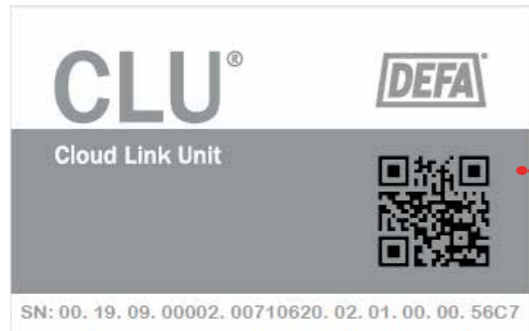 CLU®
DEFA
Cloud Link Unit
SN: 00. 19. 09. 00002. 00710620. 02. 01. 00. 00. 56C7